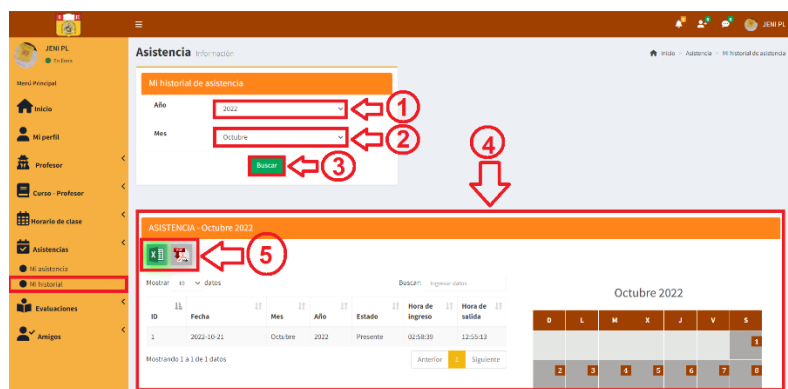 JENI PL
JENI PL
En línea
Asistencia Información
Inicio > Asistencia > Mi historial de asistencia
Menú Principal
Inicio
Mi perfil
Profesor
Curso - Profesor
Horario de clase
Asistencias
Mi asistencia
Mi historial
Evaluaciones
Amigos
Mi historial de asistencia
Año 2022 1
Mes Octubre 2
Buscar 3
4
ASISTENCIA - Octubre 2022
5
Mostrar 10 datos Buscar: Ingresar datos
ID Fecha Mes Año Estado Hora de ingreso Hora de salida
1 2022-10-21 Octubre 2022 Presente 02:58:39 12:55:13
Mostrando 1 a 1 de 1 datos Anterior 1 Siguiente
Octubre 2022
D L M X J V S
1
2 3 4 5 6 7 8